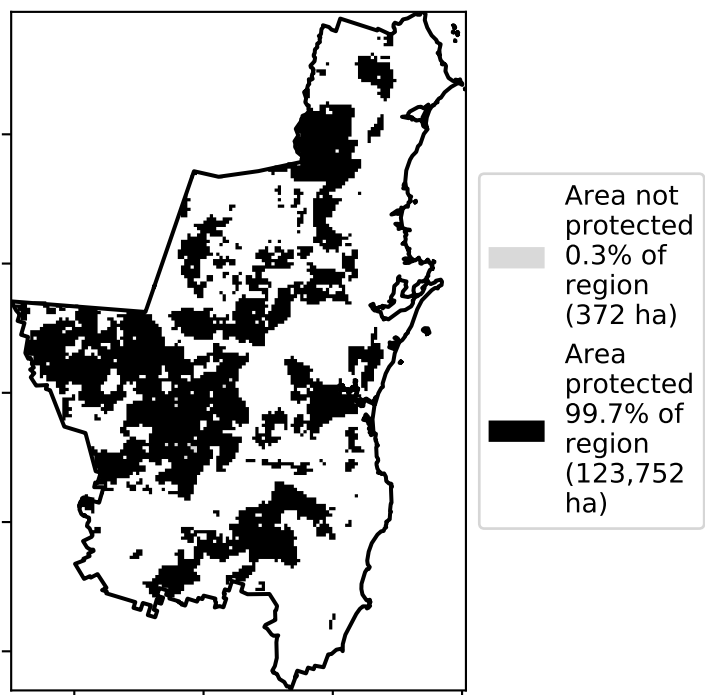 Area not
protected
0.3% of
region
(372 ha)
Area
protected
99.7% of
region
(123,752
ha)